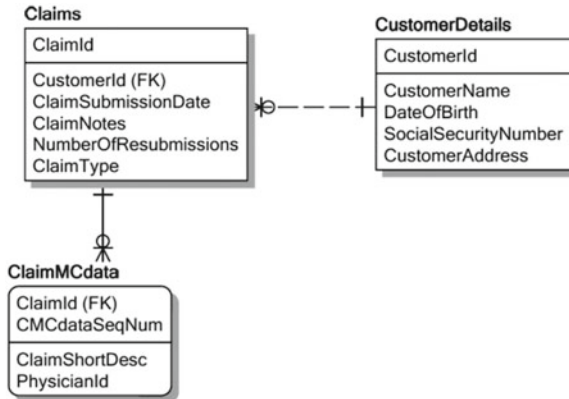 Claims
ClaimId
CustomerId (FK)
ClaimSubmissionDate
ClaimNotes
NumberOfResubmissions
ClaimType
CustomerDetails
CustomerId
CustomerName
DateOfBirth
SocialSecurityNumber
CustomerAddress
ClaimMCdata
ClaimId (FK)
CMCdataSeqNum
ClaimShortDesc
PhysicianId